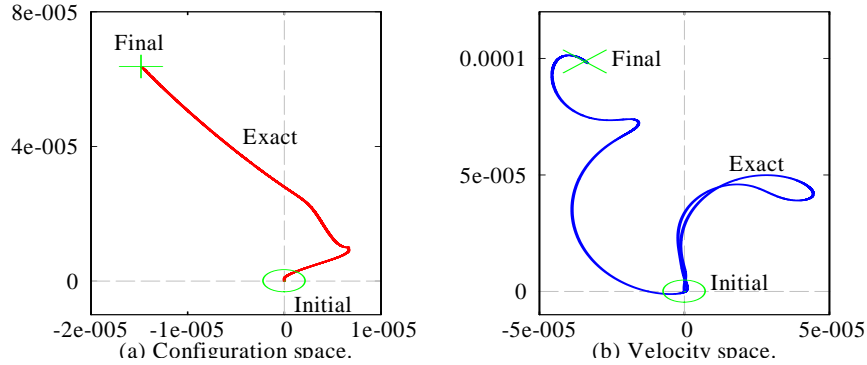 8e-005
Final
Exact
4e-005
0
Initial
-2e-005 -1e-005 0 1e-005
(a) Configuration space.
0.0001
Final
Exact
5e-005
Initial
0
-5e-005 0 5e-005
(b) Velocity space.